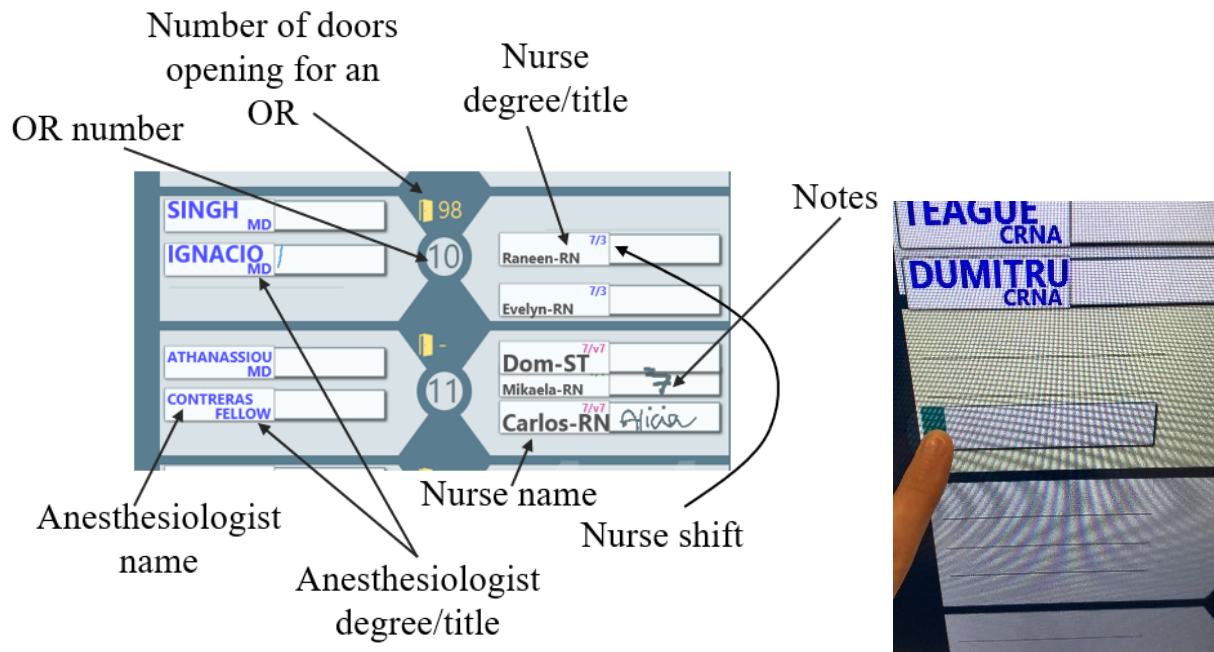 Number of doors
opening for an
OR
Nurse
degree/title
OR number
Notes
SINGH
MD
98
IGNACIO
MD
10
7/3
Raneen-RN
7/3
Evelyn-RN
ATHANASSIOU
MD
-
7/v7
Dom-ST
11
Mikaela-RN
7
CONTRERAS
FELLOW
7/v7
Carlos-RN
Alicia
TEAGUE
CRNA
DUMITRU
CRNA
Anesthesiologist
name
Nurse name
Nurse shift
Anesthesiologist
degree/title